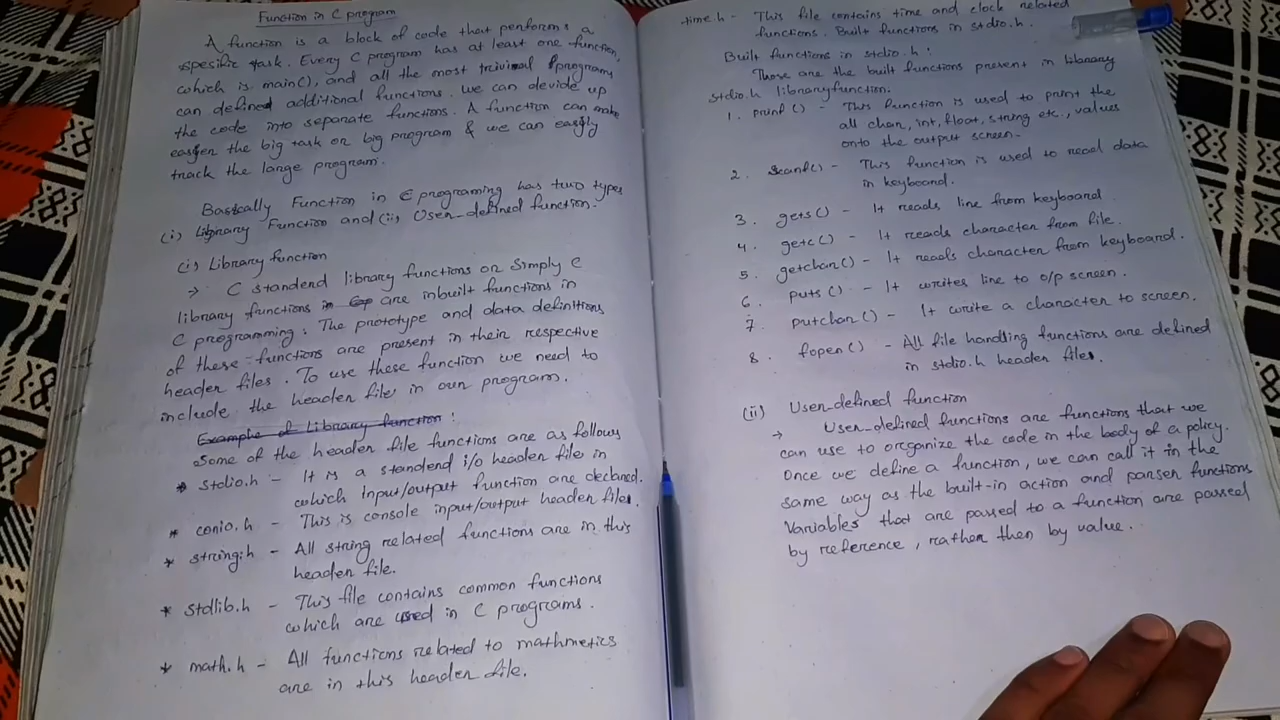 Function in C program
A function is a block of code that performs a
spesific task. Every C program has at least one function,
which is main(), and all the most trivimal programs
can defined additional functions. we can devide up
the code into separate functions. A function can make
easyer the big task or big program & we can easyly
track the large program.
Basically Function in C programing has two types
(i) Library Function and (ii) User-defined function.
(i) Library function
→ C standerd library functions or simply C
library functions in are inbuilt functions in
C programming. The prototype and data definitions
of these functions are present in their respective
header files. To use these function we need to
include the header file in our program.
Example of Library function :
Some of the header file functions are as follows
* stdio.h - It is a standerd i/o header file in
which input/output function are declared.
* conio.h - This is console input/output header file.
* string.h - All string related functions are in this
header file.
* stdlib.h - This file contains common functions
which are used in C programs.
* math.h - All functions related to mathmetics
are in this header file.
time.h - This file contains time and clock related
functions. Built functions in stdio.h.
Built functions in stdio.h :
These are the built functions present in library
stdio.h library function.
1. printf() - This function is used to print the
all char, int, float, string etc., values
onto the output screen.
2. Scanf() - This function is used to read data
in keyboard.
3. gets() - It reads line from keyboard
4. getc() - It reads character from file.
5. getchar() - It reads character from keyboard.
6. puts() - It writes line to o/p screen.
7. putchar() - It write a character to screen.
8. fopen() - All file handling functions are defined
in stdio.h header file.
(ii) User-defined function
→ User-defined functions are functions that we
can use to organize the code in the body of a policy.
Once we define a function, we can call it in the
same way as the built-in action and parser functions
Variables that are passed to a function are passed
by reference, rather then by value.